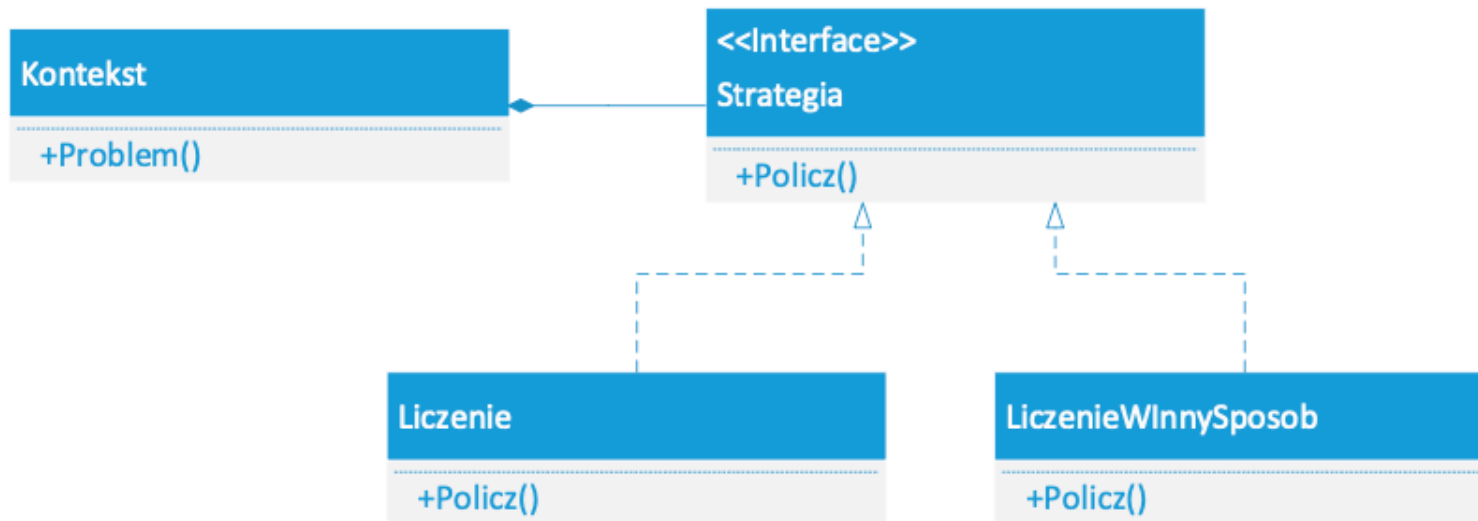 Kontekst
+Problem()
<<Interface>>
Strategia
+Policz()
Liczenie
+Policz()
LiczenieWInnySposob
+Policz()